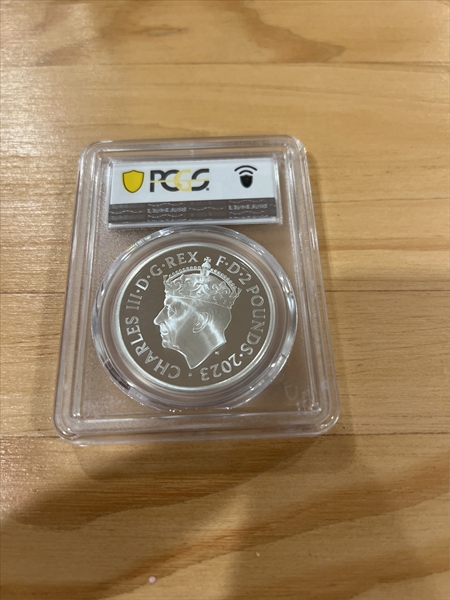 PCGS
CHARLES III · D · G · REX · F · D · 2 POUNDS · 2023 ·